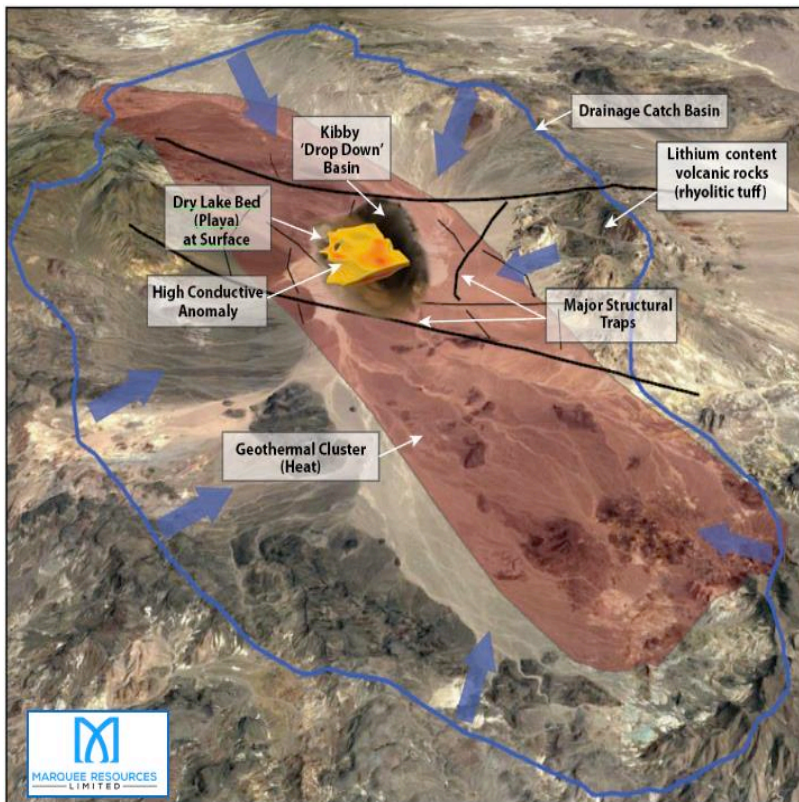 Drainage Catch Basin
Kibby
'Drop Down'
Basin
Lithium content
volcanic rocks
(rhyolitic tuff)
Dry Lake Bed
(Playa)
at Surface
High Conductive
Anomaly
Major Structural
Traps
Geothermal Cluster
(Heat)
MARQUEE RESOURCES
LIMITED